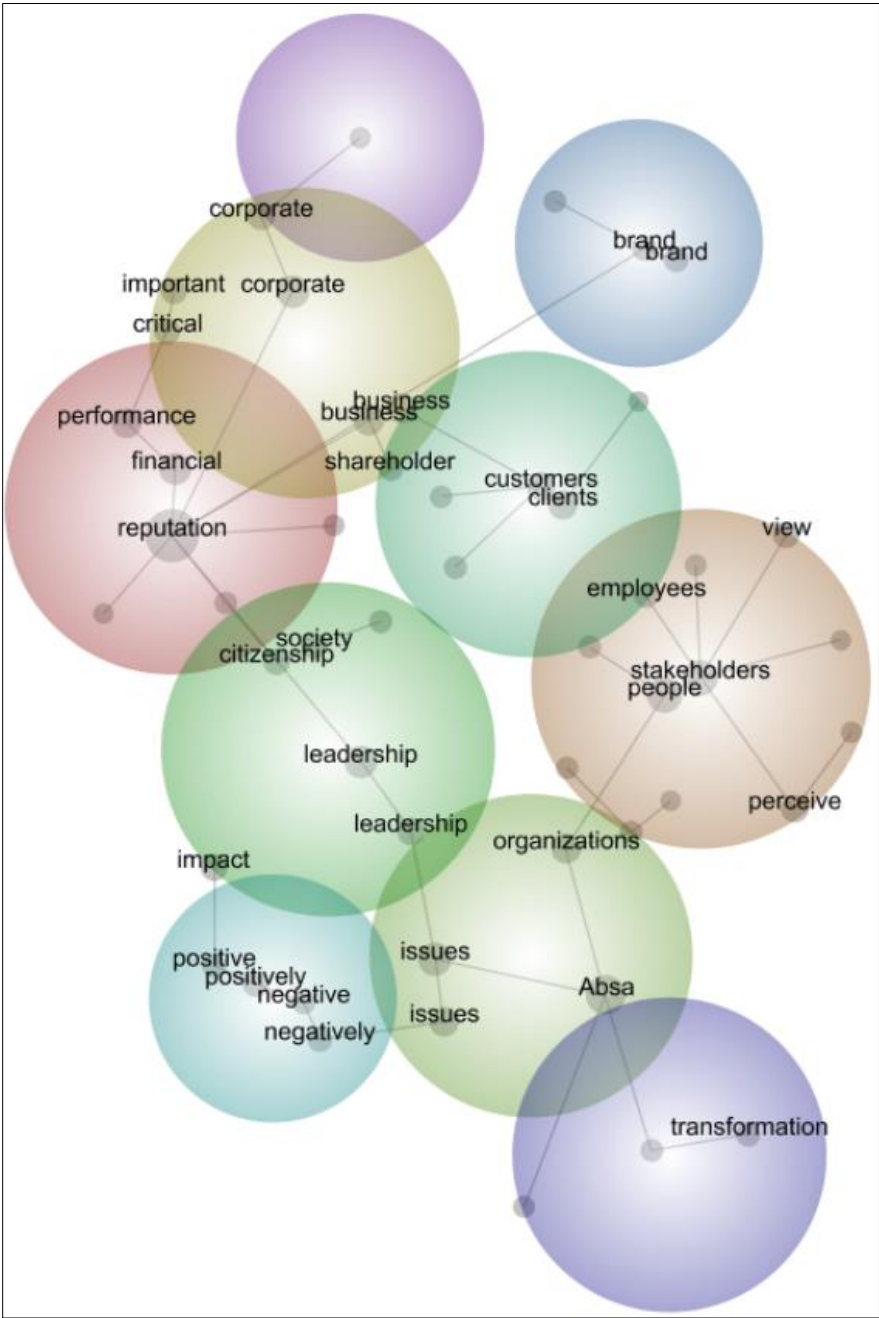 corporate
brand
brand
important
corporate
critical
business
business
performance
financial
shareholder
customers
clients
reputation
view
employees
society
citizenship
stakeholders
people
leadership
perceive
leadership
organizations
impact
issues
positive
positively
negative
Absa
issues
negatively
transformation